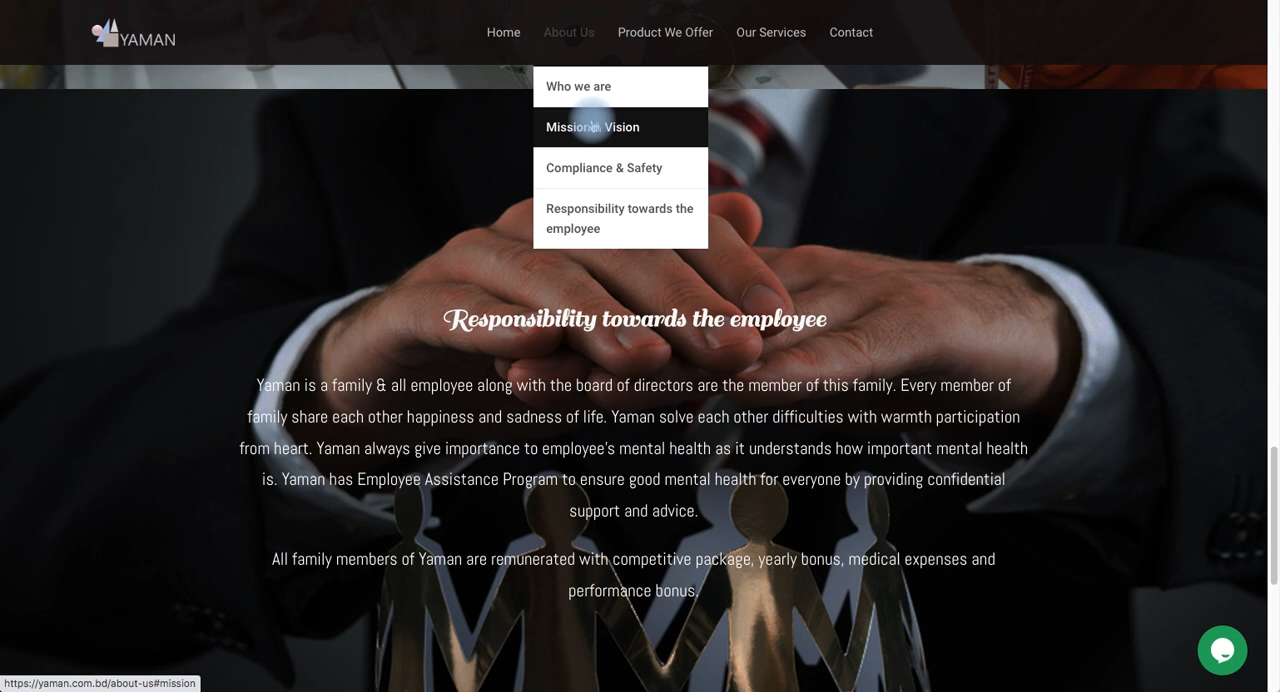 YAMAN
Home About Us Product We Offer Our Services Contact
Who we are
Mission Vision
Compliance & Safety
Responsibility towards the
employee
Responsibility towards the employee
Yaman is a family & all employee along with the board of directors are the member of this family. Every member of
family share each other happiness and sadness of life. Yaman solve each other difficulties with warmth participation
from heart. Yaman always give importance to employee's mental health as it understands how important mental health
is. Yaman has Employee Assistance Program to ensure good mental health for everyone by providing confidential
support and advice.
All family members of Yaman are remunerated with competitive package, yearly bonus, medical expenses and
performance bonus.
https://yaman.com.bd/about-us#mission